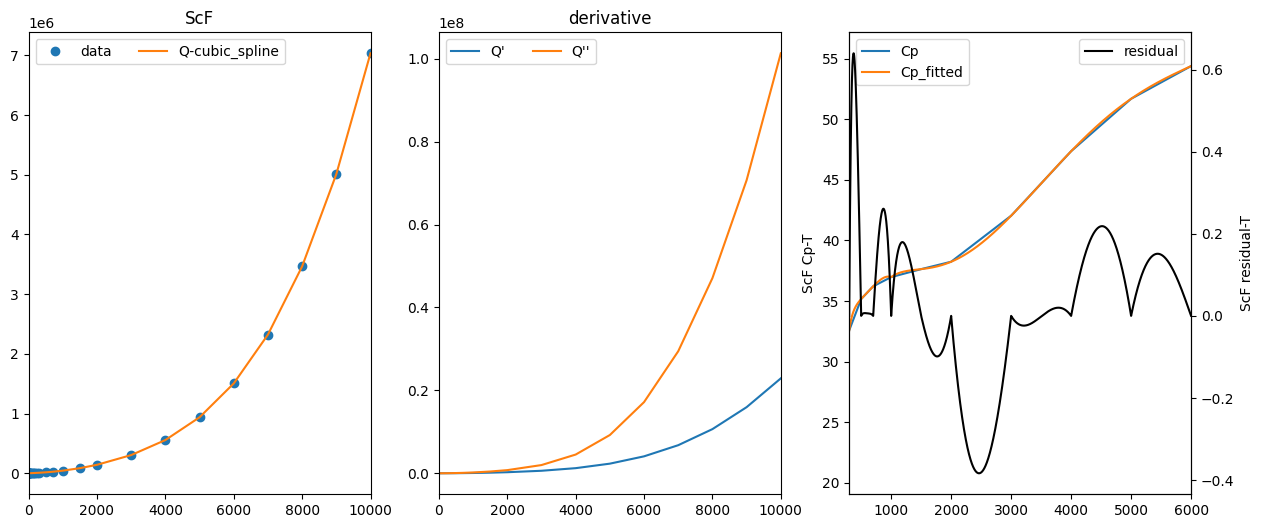 ScF
1e6
data
Q-cubic_spline
7
6
5
4
3
2
1
0
0 2000 4000 6000 8000 10000
derivative
1e8
Q'
Q''
1.0
0.8
0.6
0.4
0.2
0.0
0 2000 4000 6000 8000 10000
Cp
Cp_fitted
residual
ScF Cp-T
55
50
45
40
35
30
25
20
1000 2000 3000 4000 5000 6000
0.6
0.4
0.2
0.0
−0.2
−0.4
ScF residual-T